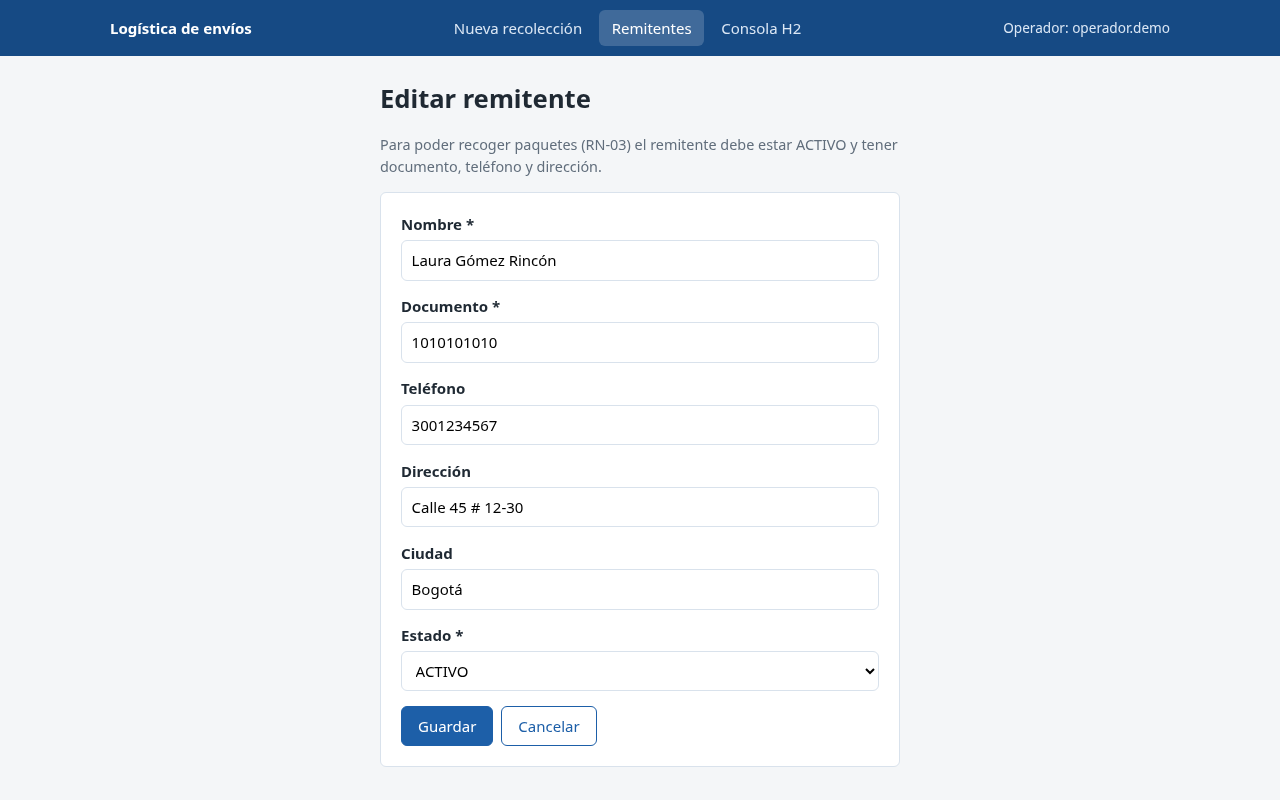 Logística de envíos
Nueva recolección
Remitentes
Consola H2
Operador: operador.demo
Editar remitente
Para poder recoger paquetes (RN-03) el remitente debe estar ACTIVO y tener
documento, teléfono y dirección.
Nombre *
Laura Gómez Rincón
Documento *
1010101010
Teléfono
3001234567
Dirección
Calle 45 # 12-30
Ciudad
Bogotá
Estado *
ACTIVO
Guardar
Cancelar